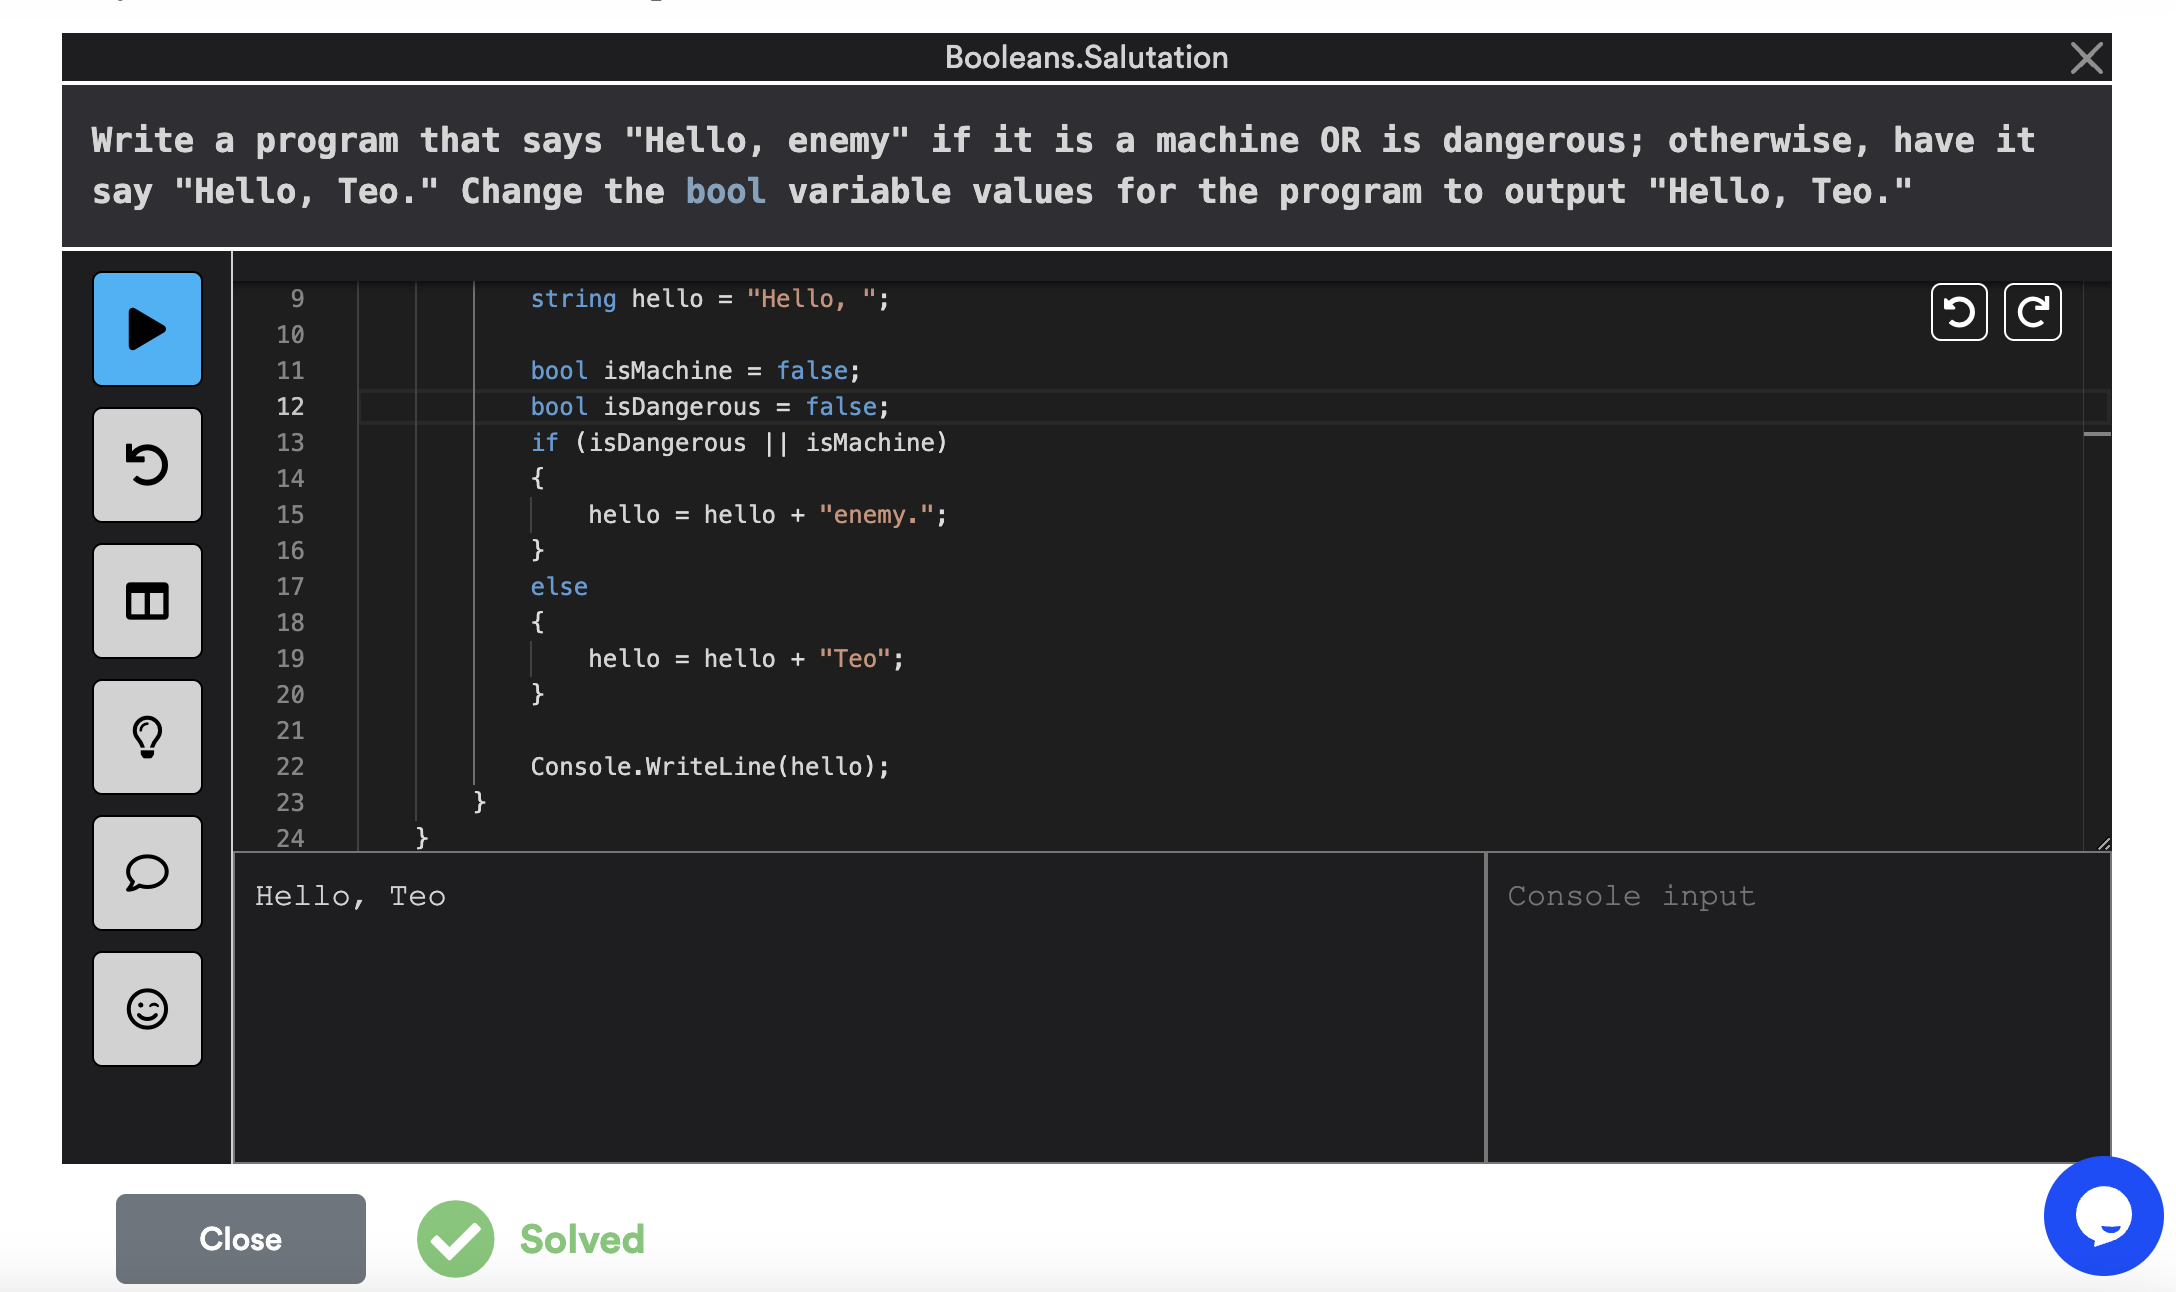 Booleans.Salutation
Write a program that says "Hello, enemy" if it is a machine OR is dangerous; otherwise, have it
say "Hello, Teo." Change the bool variable values for the program to output "Hello, Teo."
9 string hello = "Hello, ";
10
11 bool isMachine = false;
12 bool isDangerous = false;
13 if (isDangerous || isMachine)
14 {
15 hello = hello + "enemy.";
16 }
17 else
18 {
19 hello = hello + "Teo";
20 }
21
22 Console.WriteLine(hello);
23 }
24 }
Hello, Teo
Console input
Close
Solved